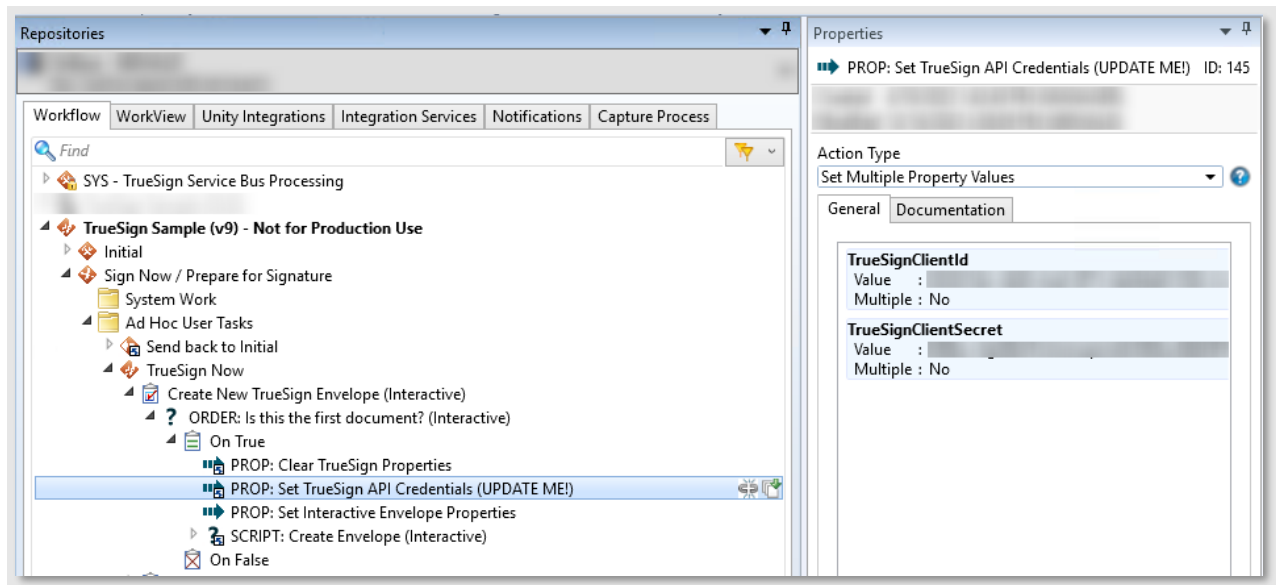 Repositories
Workflow
WorkView
Unity Integrations
Integration Services
Notifications
Capture Process
Find
SYS - TrueSign Service Bus Processing
TrueSign Sample (v9) - Not for Production Use
Initial
Sign Now / Prepare for Signature
System Work
Ad Hoc User Tasks
Send back to Initial
TrueSign Now
Create New TrueSign Envelope (Interactive)
? ORDER: Is this the first document? (Interactive)
On True
PROP: Clear TrueSign Properties
PROP: Set TrueSign API Credentials (UPDATE ME!)
PROP: Set Interactive Envelope Properties
SCRIPT: Create Envelope (Interactive)
On False
Properties
PROP: Set TrueSign API Credentials (UPDATE ME!) ID: 145
Action Type
Set Multiple Property Values
General
Documentation
TrueSignClientId
Value :
Multiple : No
TrueSignClientSecret
Value :
Multiple : No